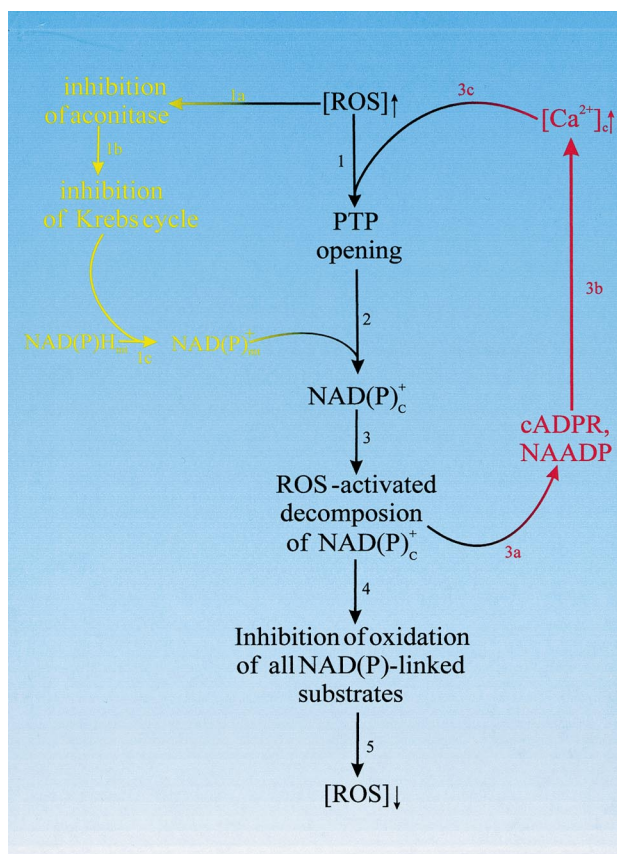 inhibition
of aconitase
1a
[ROS]↑
3c
[Ca²⁺]c↑
1b
1
inhibition
of Krebs cycle
PTP
opening
2
3b
NAD(P)Hm
1c
NAD(P)⁺m
NAD(P)⁺C
3
cADPR,
NAADP
ROS-activated
decomposion
of NAD(P)⁺C
3a
4
Inhibition of oxidation
of all NAD(P)-linked
substrates
5
[ROS]↓